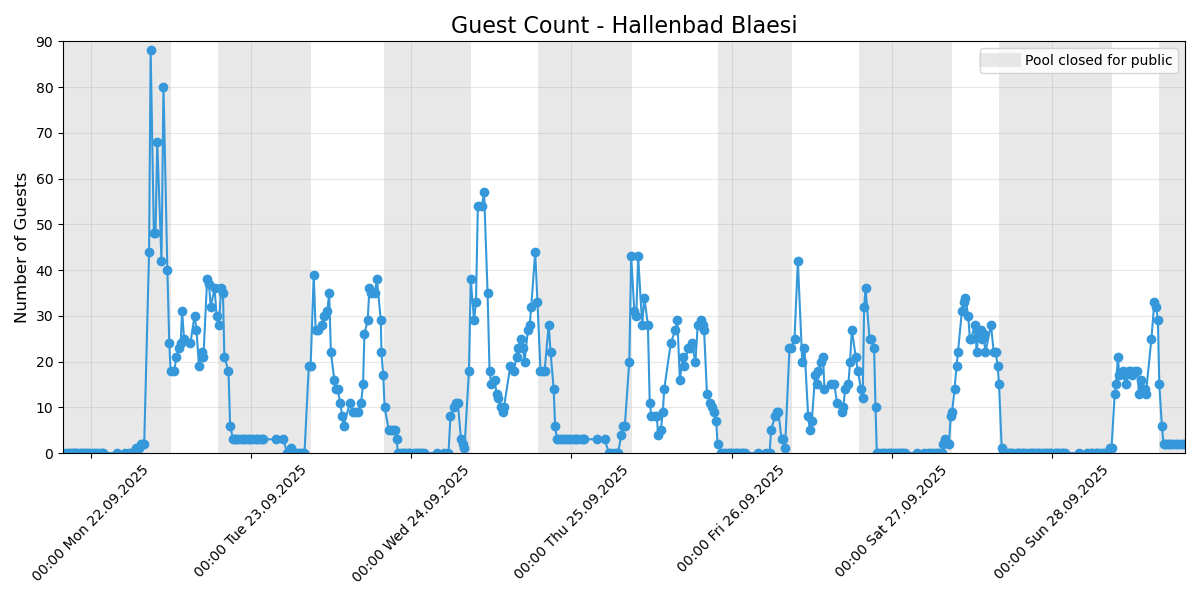 Guest Count - Hallenbad Blaesi
Pool closed for public
Number of Guests
90
80
70
60
50
40
30
20
10
0
00:00 Mon 22.09.2025
00:00 Tue 23.09.2025
00:00 Wed 24.09.2025
00:00 Thu 25.09.2025
00:00 Fri 26.09.2025
00:00 Sat 27.09.2025
00:00 Sun 28.09.2025